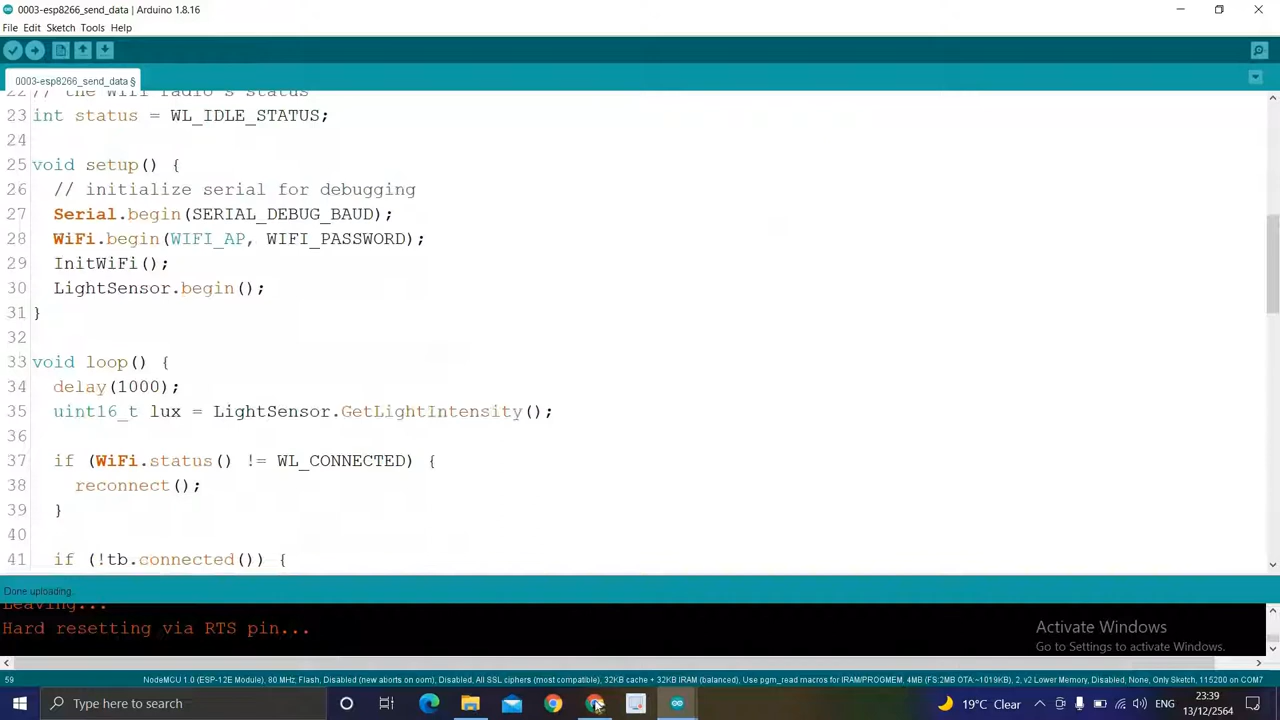 0003-esp8266_send_data | Arduino 1.8.16
File Edit Sketch Tools Help
0003-esp8266_send_data §
22 // the Wifi radio's status
23 int status = WL_IDLE_STATUS;
24
25 void setup() {
26 // initialize serial for debugging
27 Serial.begin(SERIAL_DEBUG_BAUD);
28 WiFi.begin(WIFI_AP, WIFI_PASSWORD);
29 InitWiFi();
30 LightSensor.begin();
31 }
32
33 void loop() {
34 delay(1000);
35 uint16_t lux = LightSensor.GetLightIntensity();
36
37 if (WiFi.status() != WL_CONNECTED) {
38 reconnect();
39 }
40
41 if (!tb.connected()) {
Done uploading.
Leaving...
Hard resetting via RTS pin...
Activate Windows
Go to Settings to activate Windows.
59 NodeMCU 1.0 (ESP-12E Module), 80 MHz, Flash, Disabled (new aborts on oom), Disabled, All SSL ciphers (most compatible), 32KB cache + 32KB IRAM (balanced), Use pgm_read macros for IRAM/PROGMEM, 4MB (FS:2MB OTA:~1019KB), 2, v2 Lower Memory, Disabled, None, Only Sketch, 115200 on COM7
Type here to search
19°C Clear
ENG
23:39
13/12/2564